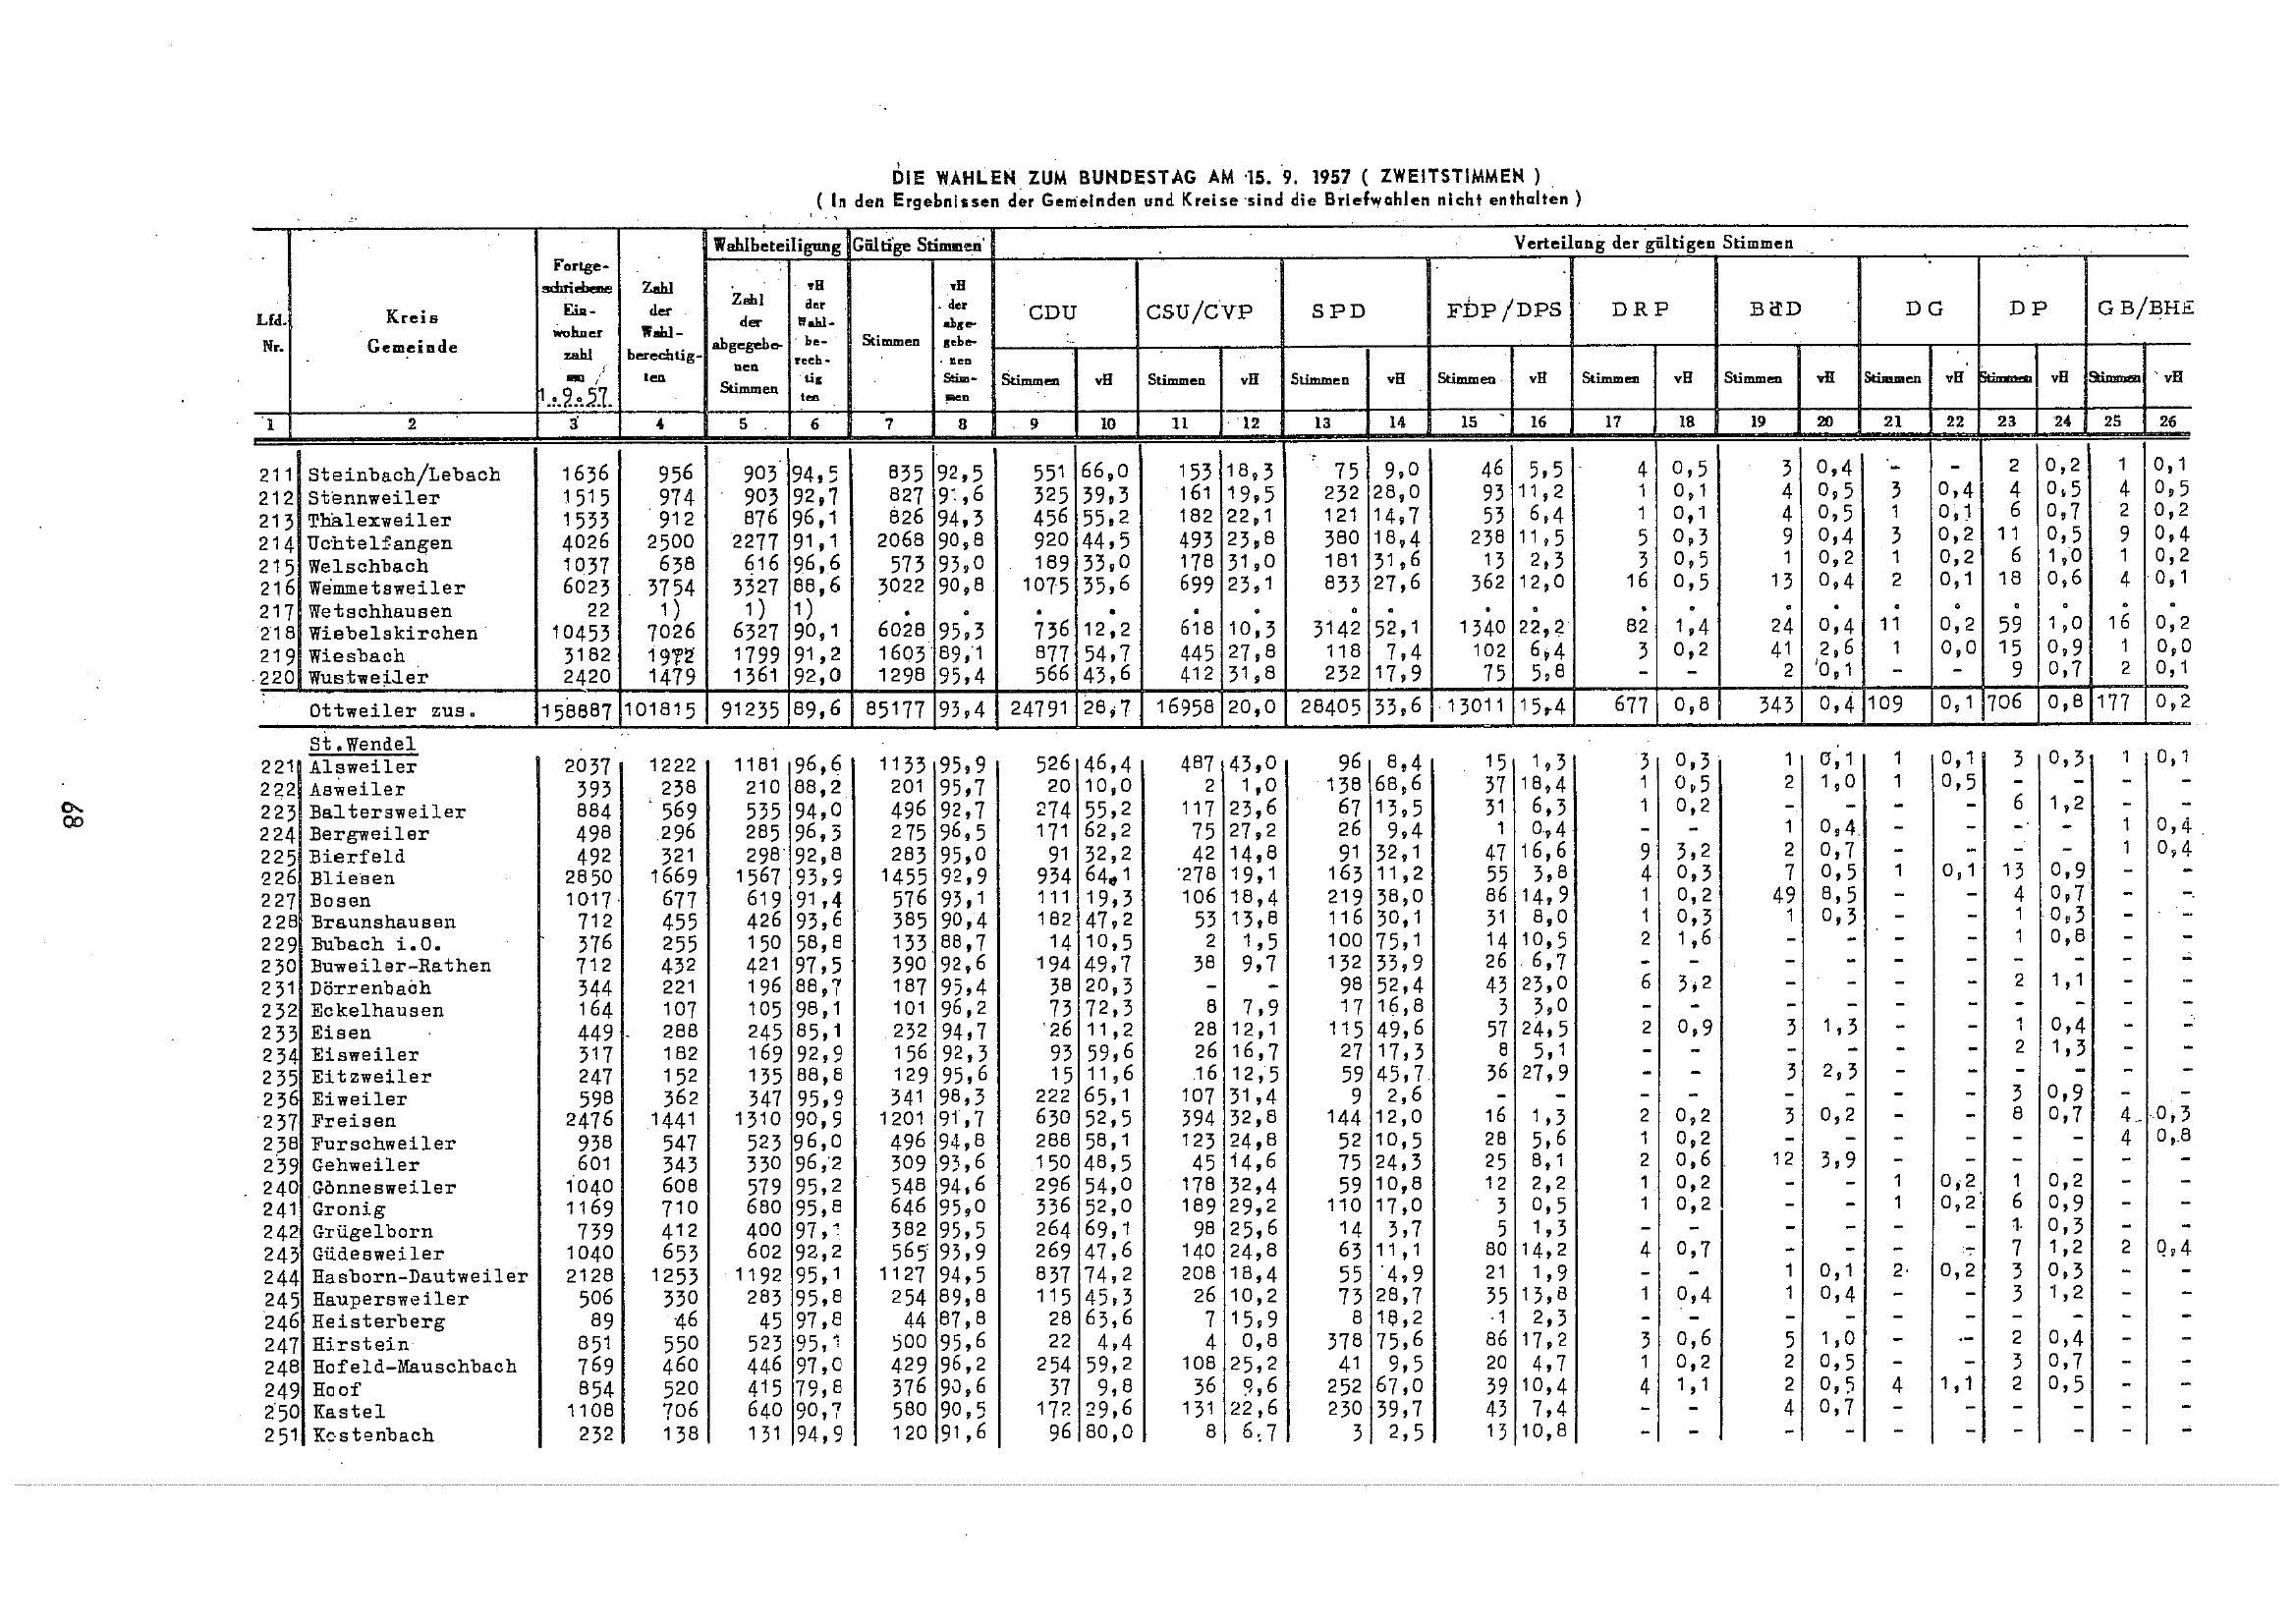 DIE WAHLEN ZUM BUNDESTAG AM 15. 9. 1957 ( ZWEITSTIMMEN )
( In den Ergebnissen der Gemeinden und Kreise sind die Briefwahlen nicht enthalten )
Lfd. Nr. | Kreis Gemeinde | Fortge- schriebene Ein- wohner zahl am 1.9.57 | Zahl der Wahl- berechtig- ten | Wahlbeteiligung | Gültige Stimmen | Verteilung der gültigen Stimmen
Zahl der abgegebe- nen Stimmen | vH der Wahl- be- rech- tig ten | Stimmen | vH der abge- gebe- nen Stim- men | CDU | CSU/CVP | SPD | FDP/DPS | DRP | BdD | DG | DP | GB/BHE
Stimmen | vH | Stimmen | vH | Stimmen | vH | Stimmen | vH | Stimmen | vH | Stimmen | vH | Stimmen | vH | Stimmen | vH | Stimmen | vH
1 2 3 4 5 6 7 8 9 10 11 12 13 14 15 16 17 18 19 20 21 22 23 24 25 26
211 Steinbach/Lebach 1636 956 903 94,5 835 92,5 551 66,0 153 18,3 75 9,0 46 5,5 4 0,5 3 0,4 - - 2 0,2 1 0,1
212 Stennweiler 1515 974 903 92,7 827 325 39,3 161 19,5 232 28,0 93 11,2 1 0,1 4 0,5 3 0,4 4 0,5 4 0,5
213 Thalexweiler 1533 912 876 96,1 826 94,3 456 55,2 182 22,1 121 14,7 53 6,4 1 0,1 4 0,5 1 0,1 6 0,7 2 0,2
214 Uchtelfangen 4026 2500 2277 91,1 2068 90,8 920 44,5 493 23,8 380 18,4 238 11,5 5 0,3 9 0,4 3 0,2 11 0,5 9 0,4
215 Welschbach 1037 638 616 96,6 573 93,0 189 33,0 178 31,0 181 31,6 13 2,3 3 0,5 1 0,2 1 0,2 6 1,0 1 0,2
216 Wemmetsweiler 6023 3754 3327 88,6 3022 90,8 1075 35,6 699 23,1 833 27,6 362 12,0 16 0,5 13 0,4 2 0,1 18 0,6 4 0,1
217 Wetschhausen 22 1) 1) 1) . . . . . . . . . . . . . . . . . . . .
218 Wiebelskirchen 10453 7026 6327 90,1 6028 95,3 736 12,2 618 10,3 3142 52,1 1340 22,2 82 1,4 24 0,4 11 0,2 59 1,0 16 0,2
219 Wiesbach 3182 1972 1799 91,2 1603 89,1 877 54,7 445 27,8 118 7,4 102 6,4 3 0,2 41 2,6 1 0,0 15 0,9 1 0,0
220 Wustweiler 2420 1479 1361 92,0 1298 95,4 566 43,6 412 31,8 232 17,9 75 5,8 - - 2 0,1 - - 9 0,7 2 0,1
Ottweiler zus. 158887 101815 91235 89,6 85177 93,4 24791 28,7 16958 20,0 28405 33,6 13011 15,4 677 0,8 343 0,4 109 0,1 706 0,8 177 0,2
St.Wendel
221 Alsweiler 2037 1222 1181 96,6 1133 95,9 526 46,4 487 43,0 96 8,4 15 1,3 3 0,3 1 0,1 1 0,1 3 0,3 1 0,1
222 Asweiler 393 238 210 88,2 201 95,7 20 10,0 2 1,0 138 68,6 37 18,4 1 0,5 2 1,0 1 0,5 - - - -
223 Baltersweiler 884 569 535 94,0 496 92,7 274 55,2 117 23,6 67 13,5 31 6,3 1 0,2 - - - - 6 1,2 - -
224 Bergweiler 498 296 285 96,3 275 96,5 171 62,2 75 27,2 26 9,4 1 0,4 - - 1 0,4 - - - - 1 0,4
225 Bierfeld 492 321 298 92,8 283 95,0 91 32,2 42 14,8 91 32,1 47 16,6 9 3,2 2 0,7 - - - - 1 0,4
226 Bliesen 2850 1669 1567 93,9 1455 92,9 934 64,1 278 19,1 163 11,2 55 3,8 4 0,3 7 0,5 1 0,1 13 0,9 - -
227 Bosen 1017 677 619 91,4 576 93,1 111 19,3 106 18,4 219 38,0 86 14,9 1 0,2 49 8,5 - - 4 0,7 - -
228 Braunshausen 712 455 426 93,6 385 90,4 182 47,2 53 13,8 116 30,1 31 8,0 1 0,3 1 0,3 - - 1 0,3 - -
229 Bubach i.O. 376 255 150 58,8 133 88,7 14 10,5 2 1,5 100 75,1 14 10,5 2 1,6 - - - - 1 0,8 - -
230 Buweiler-Rathen 712 432 421 97,5 390 92,6 194 49,7 38 9,7 132 33,9 26 6,7 - - - - - - - - - -
231 Dörrenbach 344 221 196 88,7 187 95,4 38 20,3 - - 98 52,4 43 23,0 6 3,2 - - - - 2 1,1 - -
232 Eckelhausen 164 107 105 98,1 101 96,2 73 72,3 8 7,9 17 16,8 3 3,0 - - - - - - - - - -
233 Eisen 449 288 245 85,1 232 94,7 26 11,2 28 12,1 115 49,6 57 24,5 2 0,9 3 1,3 - - 1 0,4 - -
234 Eisweiler 317 182 169 92,9 156 92,3 93 59,6 26 16,7 27 17,3 8 5,1 - - - - - - 2 1,3 - -
235 Eitzweiler 247 152 135 88,8 129 95,6 15 11,6 16 12,5 59 45,7 36 27,9 - - 3 2,3 - - - - - -
236 Eiweiler 598 362 347 95,9 341 98,3 222 65,1 107 31,4 9 2,6 - - - - - - - - 3 0,9 - -
237 Freisen 2476 1441 1310 90,9 1201 91,7 630 52,5 394 32,8 144 12,0 16 1,3 2 0,2 3 0,2 - - 8 0,7 4 0,3
238 Furschweiler 938 547 523 96,0 496 94,8 288 58,1 123 24,8 52 10,5 28 5,6 1 0,2 - - - - - - 4 0,8
239 Gehweiler 601 343 330 96,2 309 93,6 150 48,5 45 14,6 75 24,3 25 8,1 2 0,6 12 3,9 - - - - - -
240 Gönnesweiler 1040 608 579 95,2 548 94,6 296 54,0 178 32,4 59 10,8 12 2,2 1 0,2 - - 1 0,2 1 0,2 - -
241 Gronig 1169 710 680 95,8 646 95,0 336 52,0 189 29,2 110 17,0 3 0,5 1 0,2 - - 1 0,2 6 0,9 - -
242 Grügelborn 739 412 400 382 95,5 264 69,1 98 25,6 14 3,7 5 1,3 - - - - - - 1 0,3 - -
243 Güdesweiler 1040 653 602 92,2 565 93,9 269 47,6 140 24,8 63 11,1 80 14,2 4 0,7 - - - - 7 1,2 2 0,4
244 Hasborn-Dautweiler 2128 1253 1192 95,1 1127 94,5 837 74,2 208 18,4 55 4,9 21 1,9 - - 1 0,1 2 0,2 3 0,3 - -
245 Haupersweiler 506 330 283 95,8 254 89,8 115 45,3 26 10,2 73 28,7 35 13,8 1 0,4 1 0,4 - - 3 1,2 - -
246 Heisterberg 89 46 45 97,8 44 87,8 28 63,6 7 15,9 8 18,2 1 2,3 - - - - - - - - - -
247 Hirstein 851 550 523 500 95,6 22 4,4 4 0,8 378 75,6 86 17,2 3 0,6 5 1,0 - - 2 0,4 - -
248 Hofeld-Mauschbach 769 460 446 97,0 429 96,2 254 59,2 108 25,2 41 9,5 20 4,7 1 0,2 2 0,5 - - 3 0,7 - -
249 Hoof 854 520 415 79,8 376 90,6 37 9,8 36 9,6 252 67,0 39 10,4 4 1,1 2 0,5 4 1,1 2 0,5 - -
250 Kastel 1108 706 640 90,7 580 90,5 172 29,6 131 22,6 230 39,7 43 7,4 - - 4 0,7 - - - - - -
251 Kostenbach 232 138 131 94,9 120 91,6 96 80,0 8 6.7 3 2,5 13 10,8 - - - - - - - - - -
68